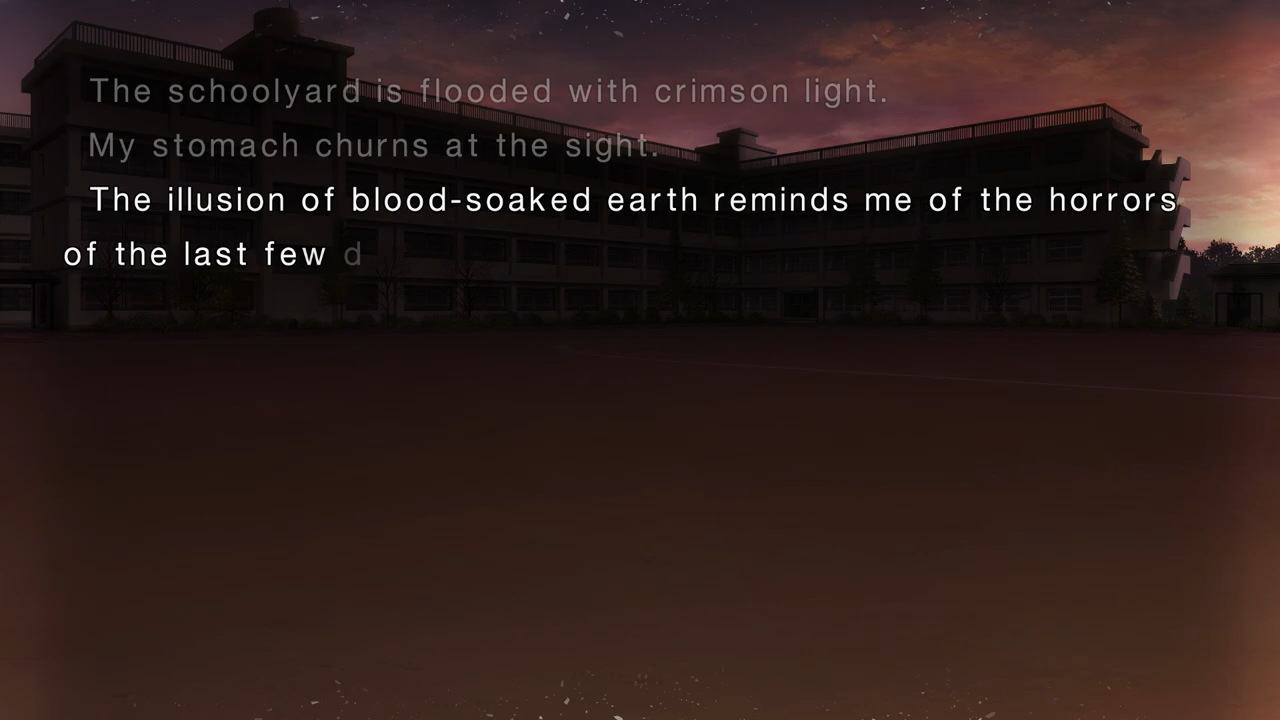 The schoolyard is flooded with crimson light.
My stomach churns at the sight.
The illusion of blood-soaked earth reminds me of the horrors
of the last few d